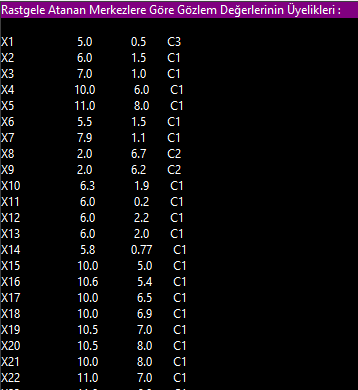 Rastgele Atanan Merkezlere Göre Gözlem Değerlerinin Üyelikleri :
X1 5.0 0.5 C3
X2 6.0 1.5 C1
X3 7.0 1.0 C1
X4 10.0 6.0 C1
X5 11.0 8.0 C1
X6 5.5 1.5 C1
X7 7.9 1.1 C1
X8 2.0 6.7 C2
X9 2.0 6.2 C2
X10 6.3 1.9 C1
X11 6.0 0.2 C1
X12 6.0 2.2 C1
X13 6.0 2.0 C1
X14 5.8 0.77 C1
X15 10.0 5.0 C1
X16 10.6 5.4 C1
X17 10.0 6.5 C1
X18 10.0 6.9 C1
X19 10.5 7.0 C1
X20 10.5 8.0 C1
X21 10.0 8.0 C1
X22 11.0 7.0 C1